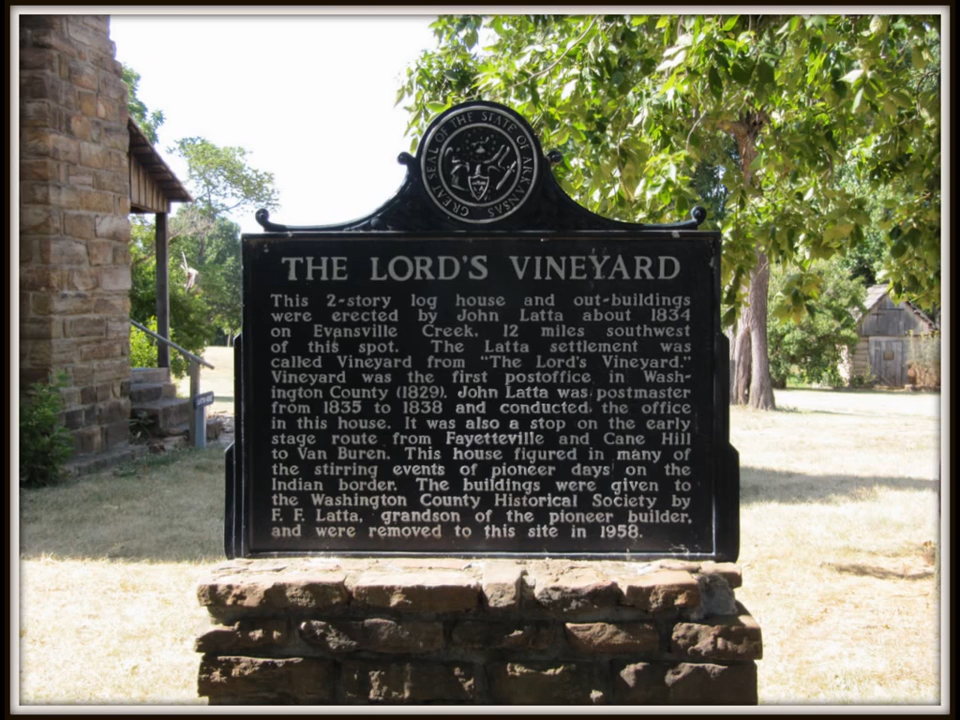 GREAT SEAL OF THE STATE OF ARKANSAS
THE LORD'S VINEYARD
This 2-story log house and out-buildings
were erected by John Latta about 1834
on Evansville Creek, 12 miles southwest
of this spot. The Latta settlement was
called Vineyard from "The Lord's Vineyard."
Vineyard was the first postoffice in Wash-
ington County (1829). John Latta was postmaster
from 1835 to 1838 and conducted the office
in this house. It was also a stop on the early
stage route from Fayetteville and Cane Hill
to Van Buren. This house figured in many of
the stirring events of pioneer days on the
Indian border. The buildings were given to
the Washington County Historical Society by
F. F. Latta, grandson of the pioneer builder,
and were removed to this site in 1958.